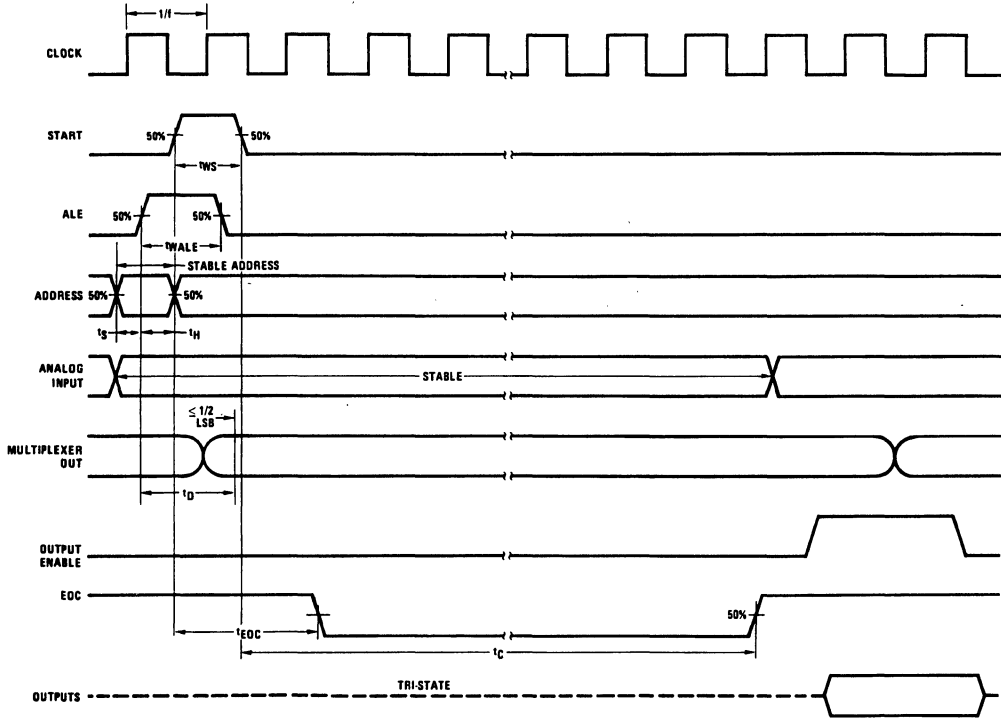 1/f
CLOCK
START
50%
50%
tWS
ALE
50%
50%
tWALE
STABLE ADDRESS
ADDRESS
50%
50%
tS
tH
ANALOG
INPUT
STABLE
≤ 1/2
LSB
MULTIPLEXER
OUT
tD
OUTPUT
ENABLE
EOC
50%
tEOC
tC
OUTPUTS
TRI-STATE